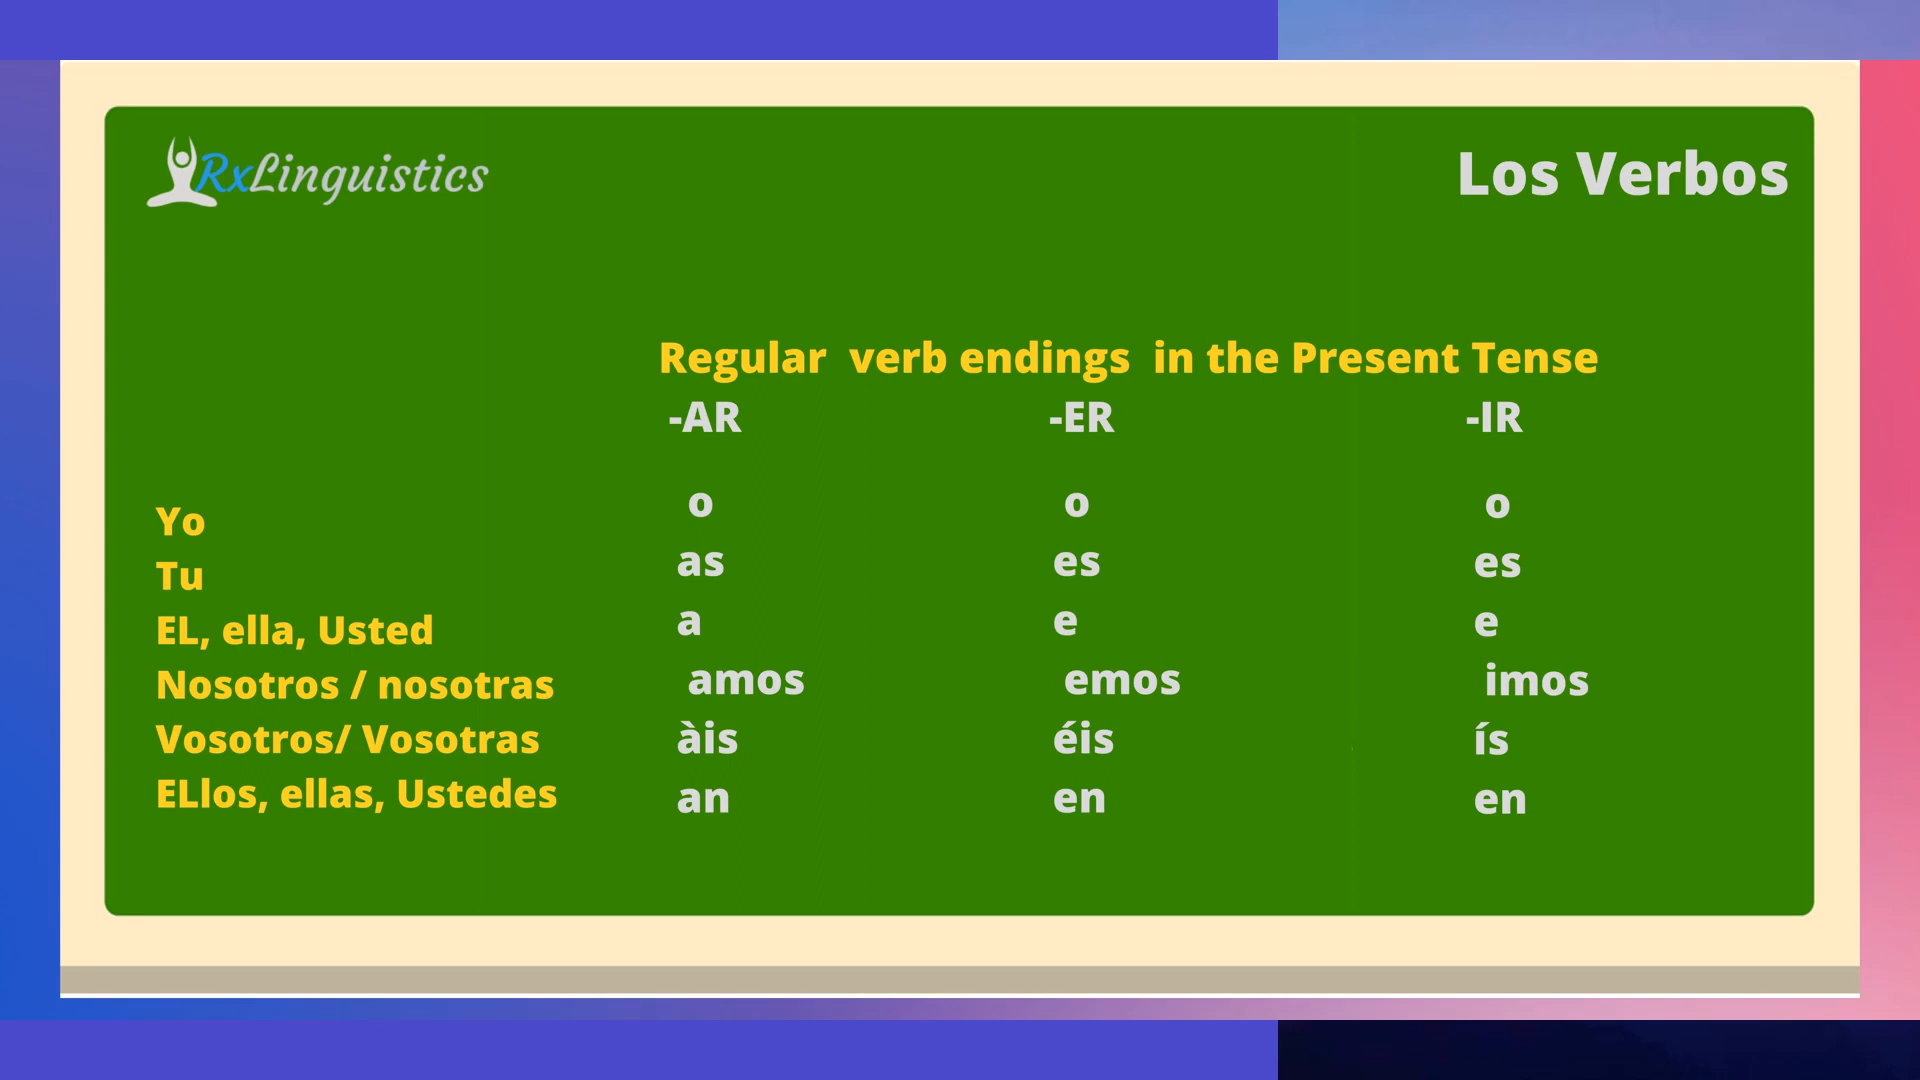 RxLinguistics
Los Verbos
Regular verb endings in the Present Tense
-AR -ER -IR
Yo o o o
Tu as es es
EL, ella, Usted a e e
Nosotros / nosotras amos emos imos
Vosotros/ Vosotras àis éis ís
ELlos, ellas, Ustedes an en en